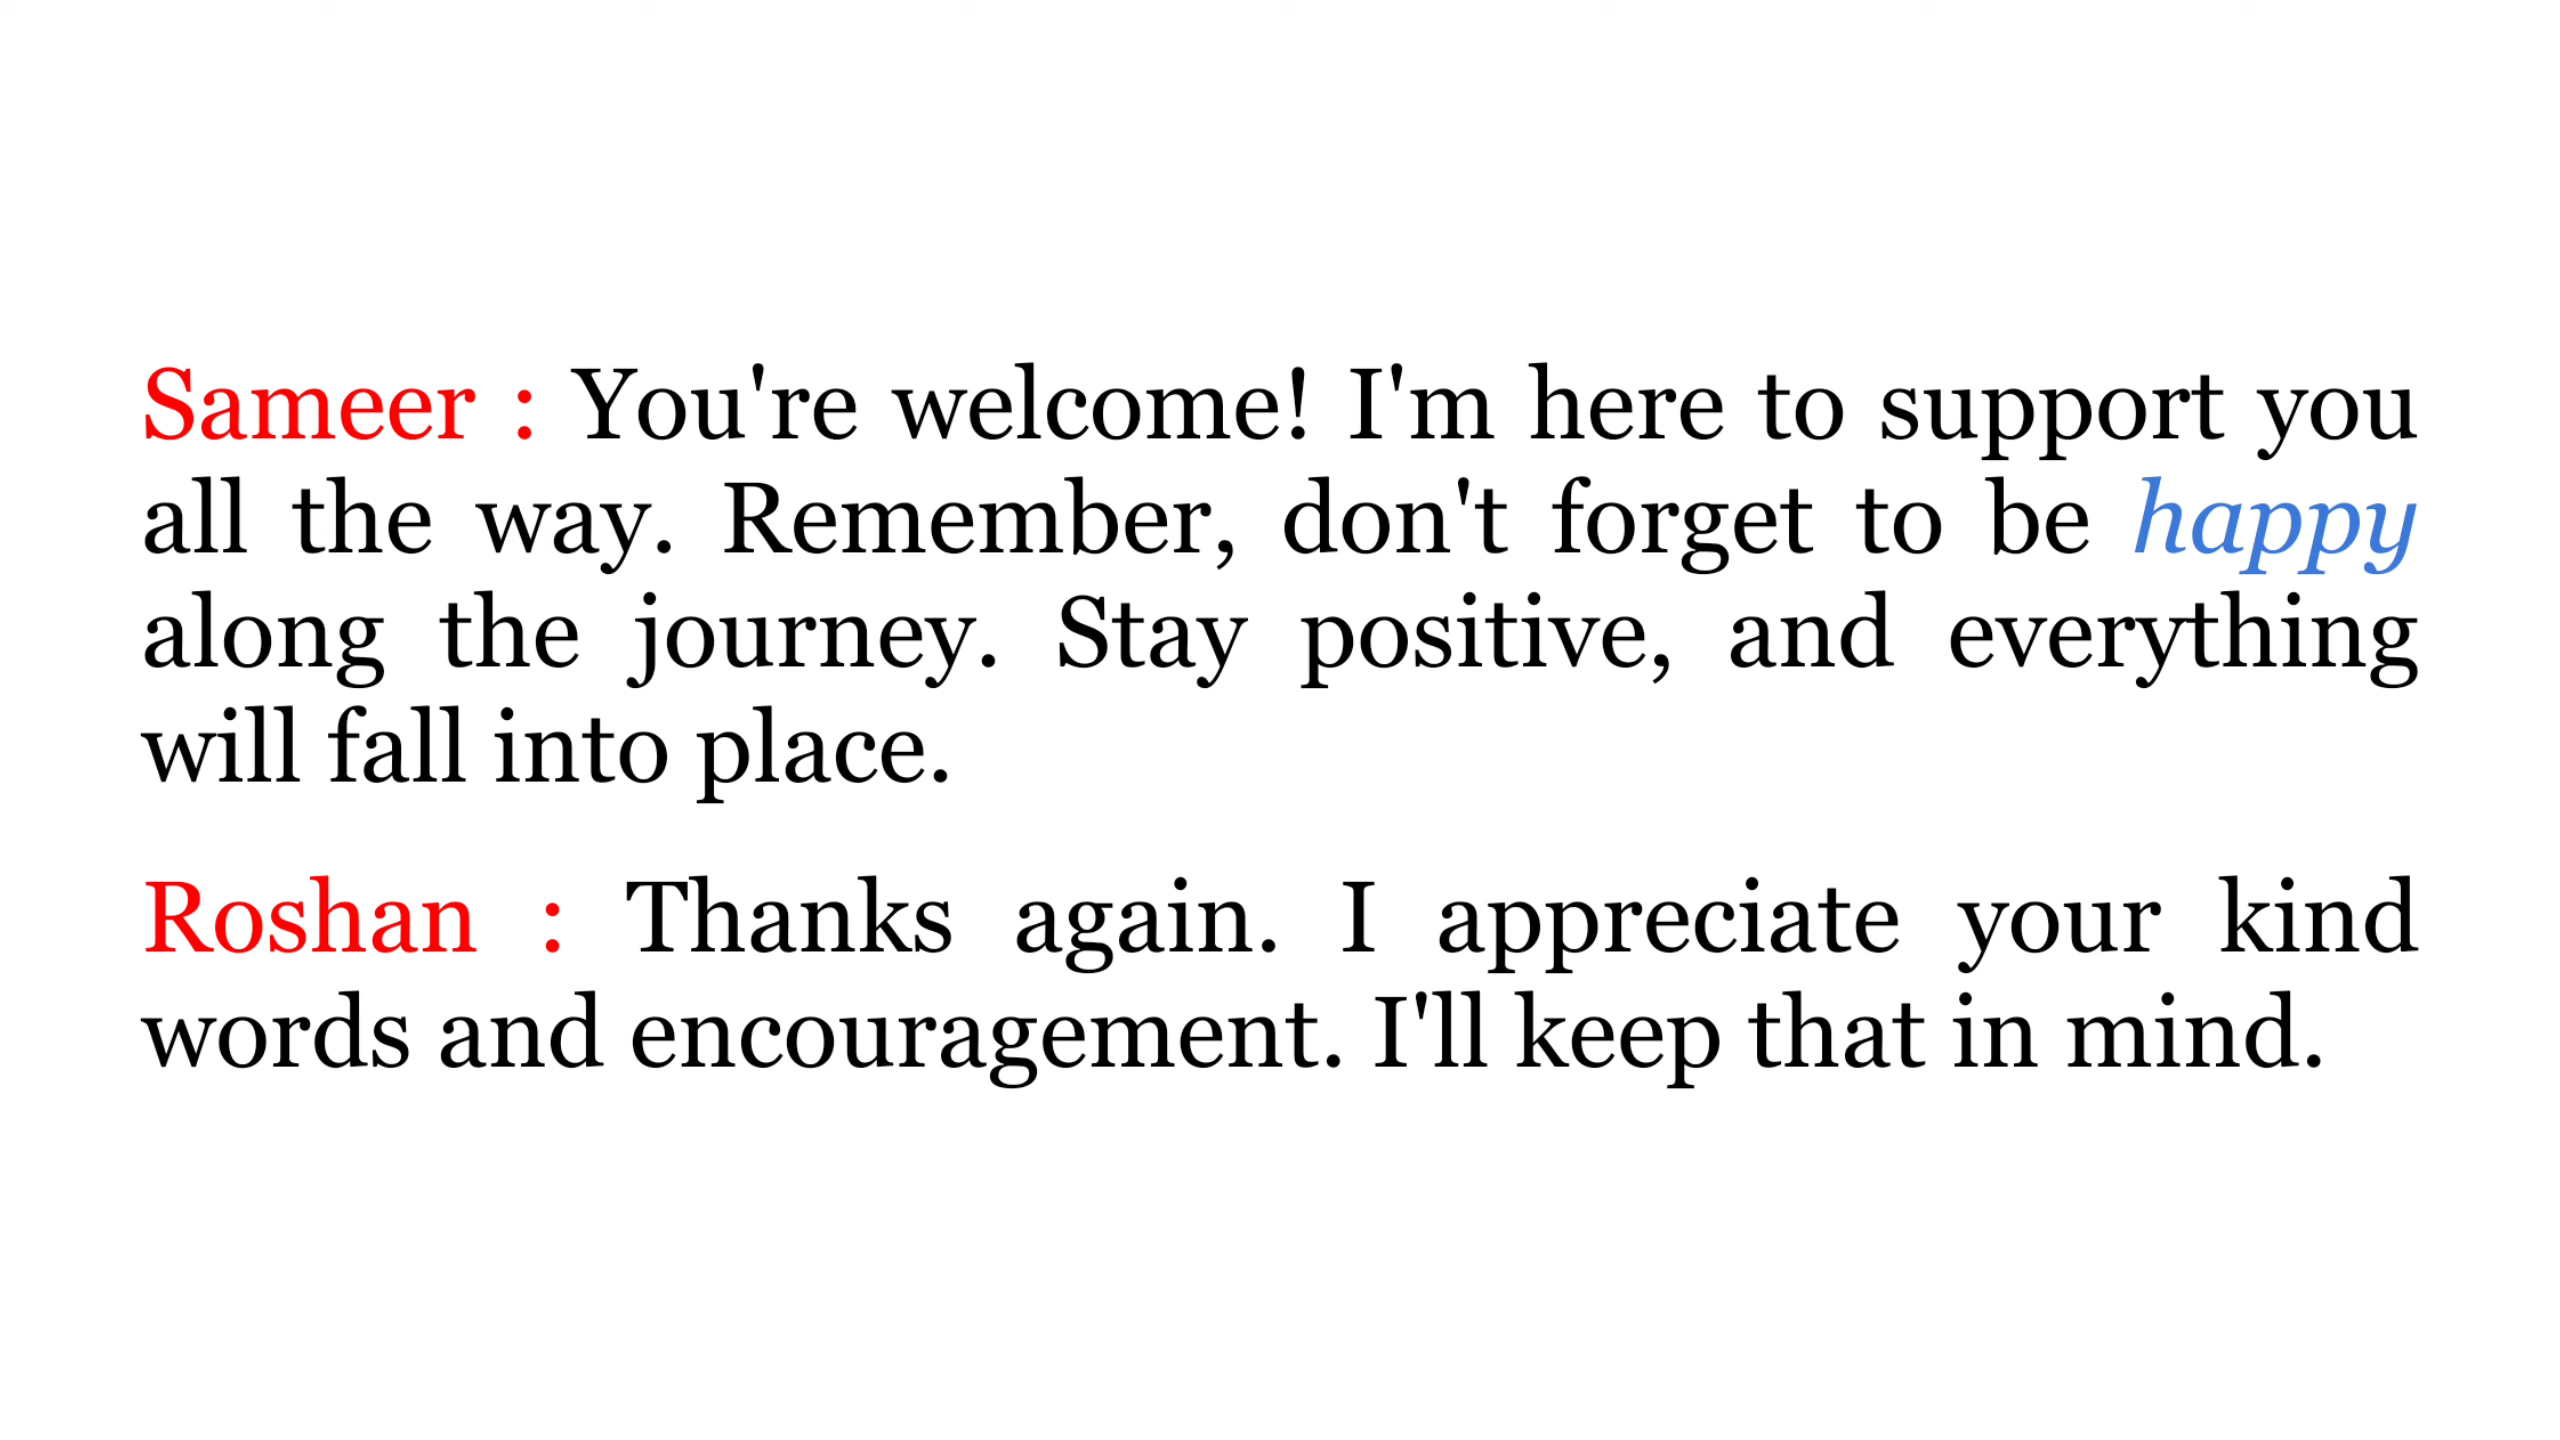 Sameer : You're welcome! I'm here to support you
all the way. Remember, don't forget to be happy
along the journey. Stay positive, and everything
will fall into place.
Roshan : Thanks again. I appreciate your kind
words and encouragement. I'll keep that in mind.